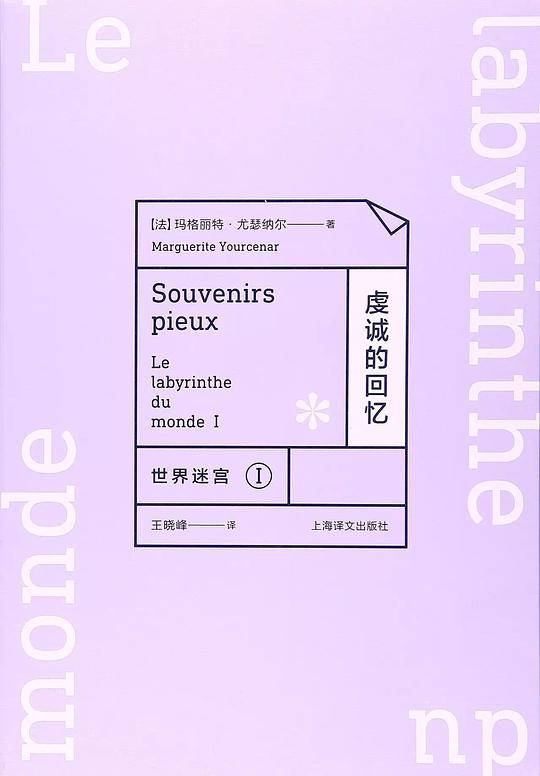 Le
labyrinthe
du
monde
【法】玛格丽特·尤瑟纳尔——著
Marguerite Yourcenar
Souvenirs
pieux
Le
labyrinthe
du
monde I
虔诚的回忆
世界迷宫 I
王晓峰——译
上海译文出版社